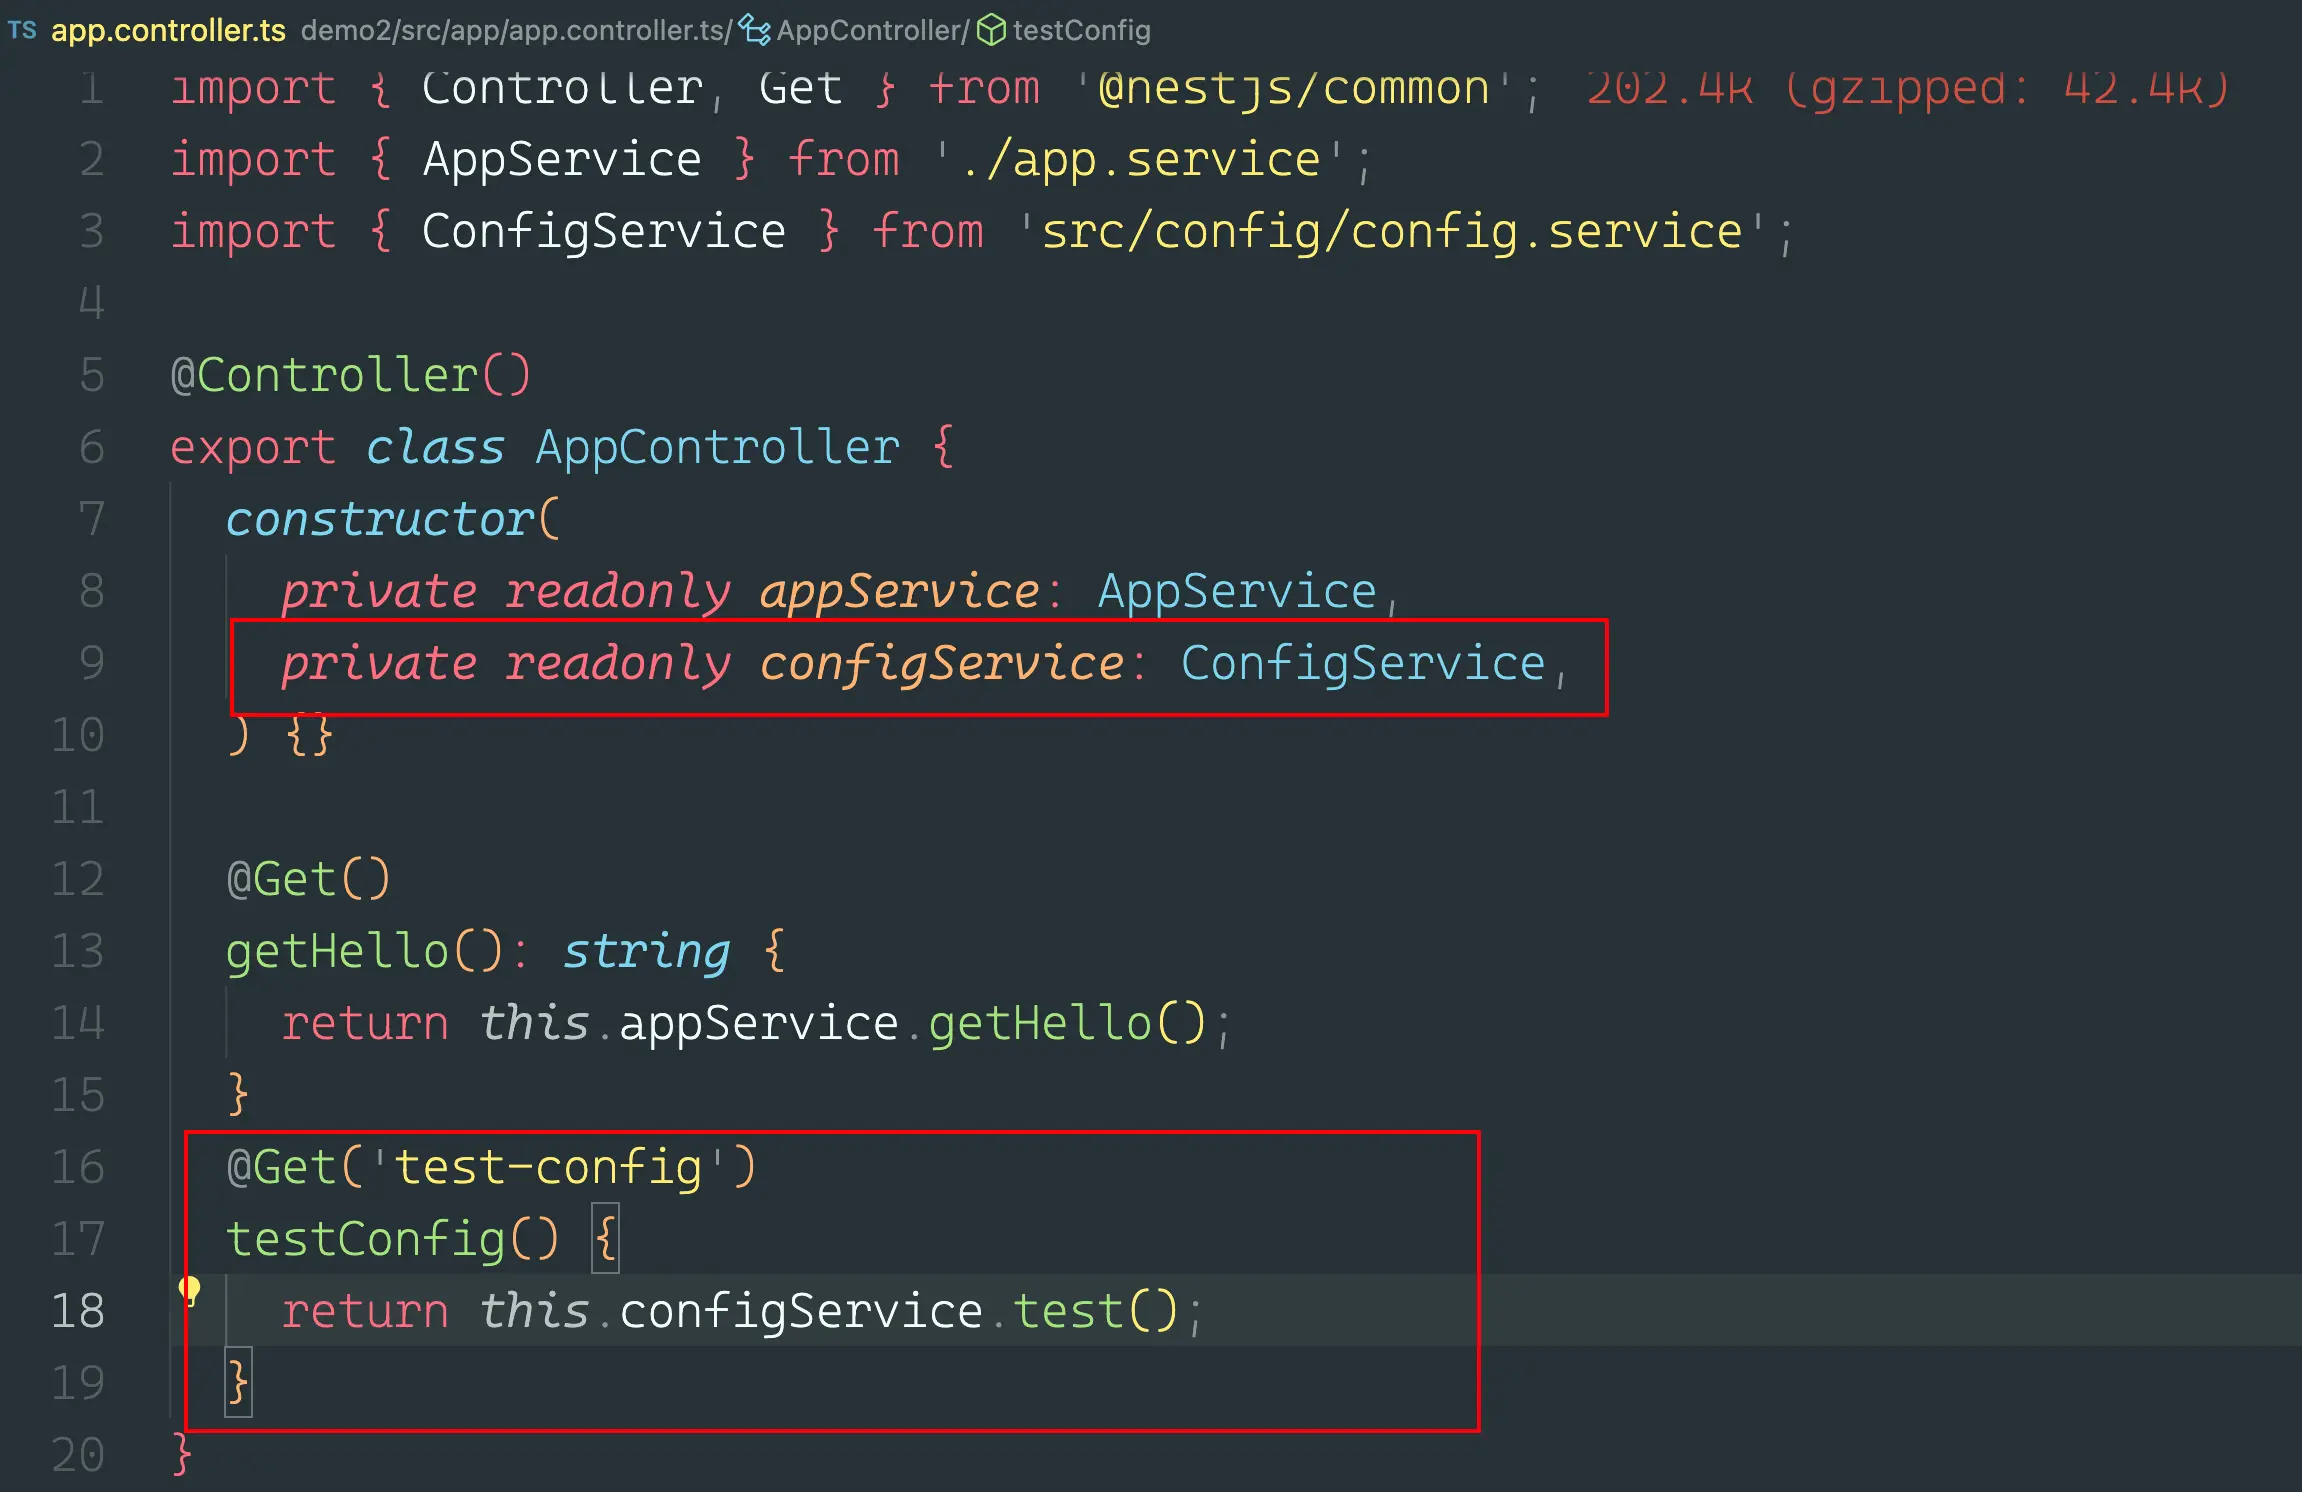 TS app.controller.ts demo2/src/app/app.controller.ts/ AppController/ testConfig
1 import { Controller, Get } from '@nestjs/common'; 202.4k (gzipped: 42.4k)
2 import { AppService } from './app.service';
3 import { ConfigService } from 'src/config/config.service';
4
5 @Controller()
6 export class AppController {
7 constructor(
8 private readonly appService: AppService,
9 private readonly configService: ConfigService,
10 ) {}
11
12 @Get()
13 getHello(): string {
14 return this.appService.getHello();
15 }
16 @Get('test-config')
17 testConfig() {
18 return this.configService.test();
19 }
20 }